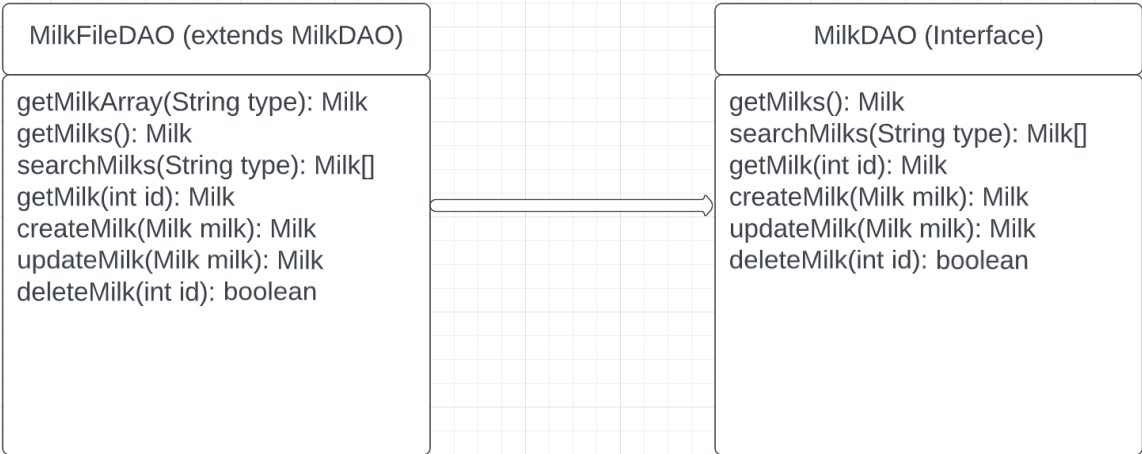 MilkFileDAO (extends MilkDAO)
getMilkArray(String type): Milk
getMilks(): Milk
searchMilks(String type): Milk[]
getMilk(int id): Milk
createMilk(Milk milk): Milk
updateMilk(Milk milk): Milk
deleteMilk(int id): boolean
MilkDAO (Interface)
getMilks(): Milk
searchMilks(String type): Milk[]
getMilk(int id): Milk
createMilk(Milk milk): Milk
updateMilk(Milk milk): Milk
deleteMilk(int id): boolean